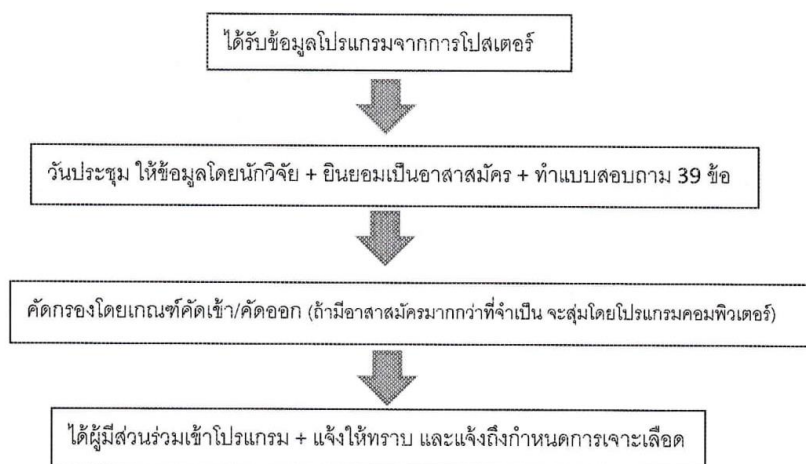 ได้รับข้อมูลโปรแกรมจากการโปสเตอร์
วันประชุม ให้ข้อมูลโดยนักวิจัย + ยินยอมเป็นอาสาสมัคร + ทำแบบสอบถาม 39 ข้อ
คัดกรองโดยเกณฑ์คัดเข้า/คัดออก (ถ้ามีอาสาสมัครมากกว่าที่จำเป็น จะสุ่มโดยโปรแกรมคอมพิวเตอร์)
ได้ผู้มีส่วนร่วมเข้าโปรแกรม + แจ้งให้ทราบ และแจ้งถึงกำหนดการเจาะเลือด